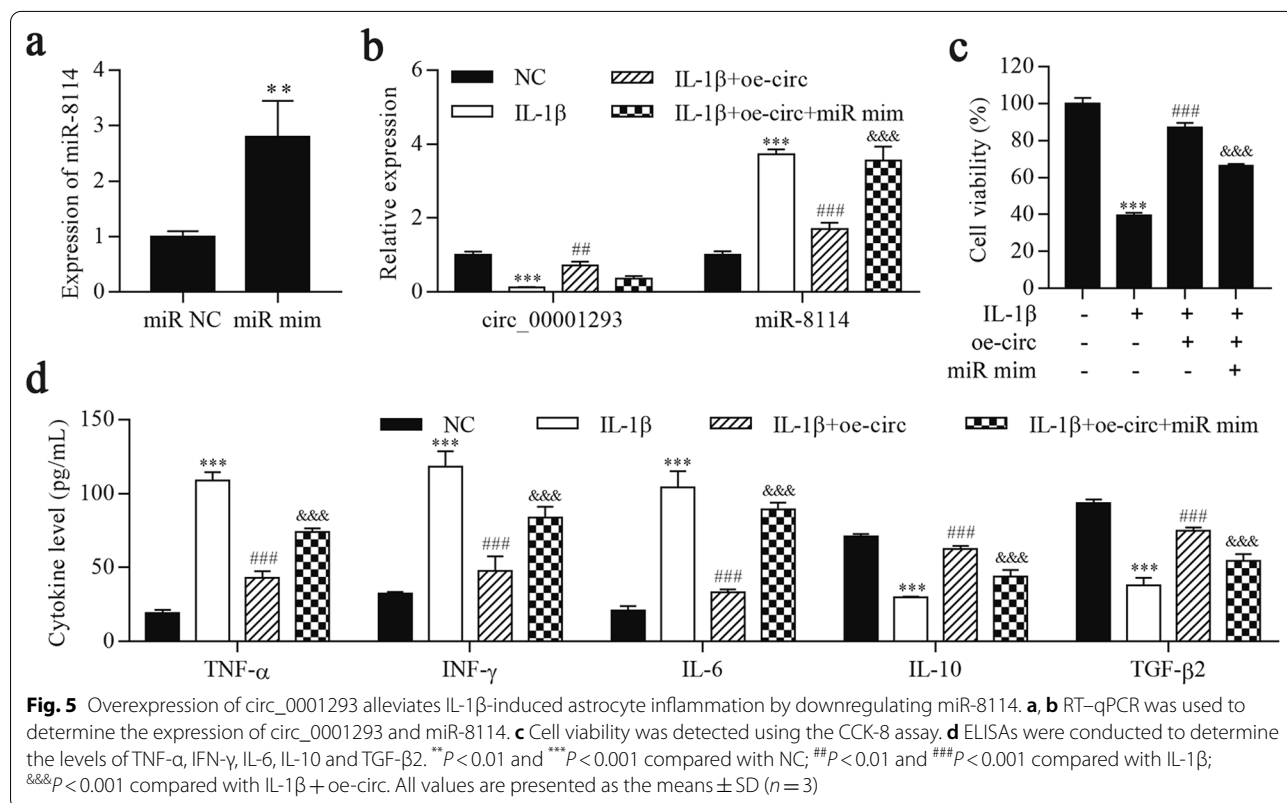 a
Expression of miR-8114
4
3
2
1
0
**
miR NC miR mim
b
Relative expression
6
4
2
0
NC
IL-1β
IL-1β+oe-circ
IL-1β+oe-circ+miR mim
***
##
***
###
&&&
circ_00001293 miR-8114
c
Cell viability (%)
120
100
80
60
40
20
0
***
###
&&&
IL-1β - + + +
oe-circ - - + +
miR mim - - - +
d
Cytokine level (pg/mL)
150
100
50
0
NC IL-1β IL-1β+oe-circ IL-1β+oe-circ+miR mim
*** ### &&&
*** ### &&&
*** ### &&&
*** ### &&&
*** ### &&&
TNF-α INF-γ IL-6 IL-10 TGF-β2
Fig. 5 Overexpression of circ_0001293 alleviates IL-1β-induced astrocyte inflammation by downregulating miR-8114. a, b RT–qPCR was used to
determine the expression of circ_0001293 and miR-8114. c Cell viability was detected using the CCK-8 assay. d ELISAs were conducted to determine
the levels of TNF-α, IFN-γ, IL-6, IL-10 and TGF-β2. **P < 0.01 and ***P < 0.001 compared with NC; ##P < 0.01 and ###P < 0.001 compared with IL-1β;
&&&P < 0.001 compared with IL-1β + oe-circ. All values are presented as the means ± SD (n = 3)